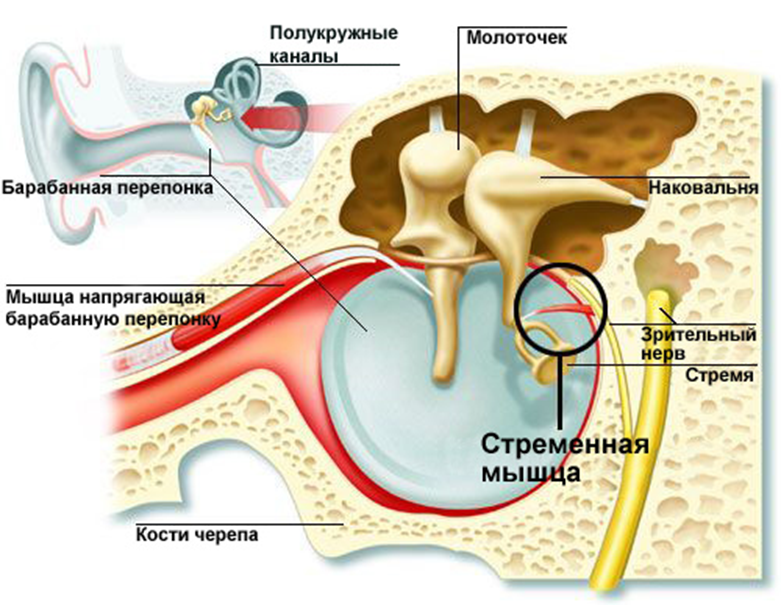 Полукружные
каналы
Молоточек
Барабанная перепонка
Наковальня
Мышца напрягающая
барабанную перепонку
Зрительный
нерв
Стремя
Стременная
мышца
Кости черепа